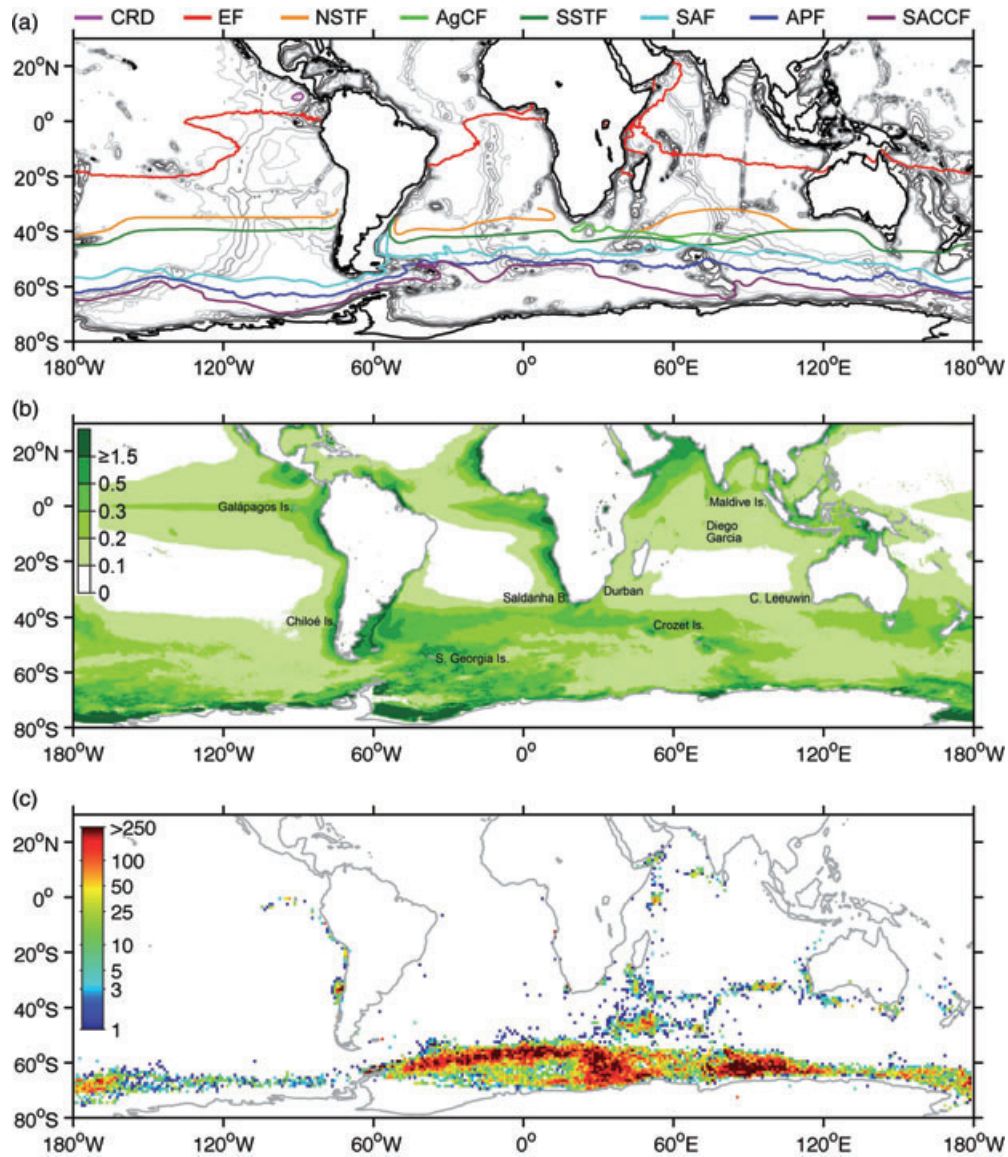 CRD EF NSTF AgCF SSTF SAF APF SACCF
(a)
20°N
0°
20°S
40°S
60°S
80°S
180°W 120°W 60°W 0° 60°E 120°E 180°W
(b)
≥1.5
0.5
0.3
0.2
0.1
0
20°N
0°
20°S
40°S
60°S
80°S
Galápagos Is.
Maldive Is.
Diego
Garcia
Saldanha B.
Durban
C. Leeuwin
Chiloé Is.
Crozet Is.
S. Georgia Is.
180°W 120°W 60°W 0° 60°E 120°E 180°W
(c)
>250
100
50
25
10
5
3
1
20°N
0°
20°S
40°S
60°S
80°S
180°W 120°W 60°W 0° 60°E 120°E 180°W